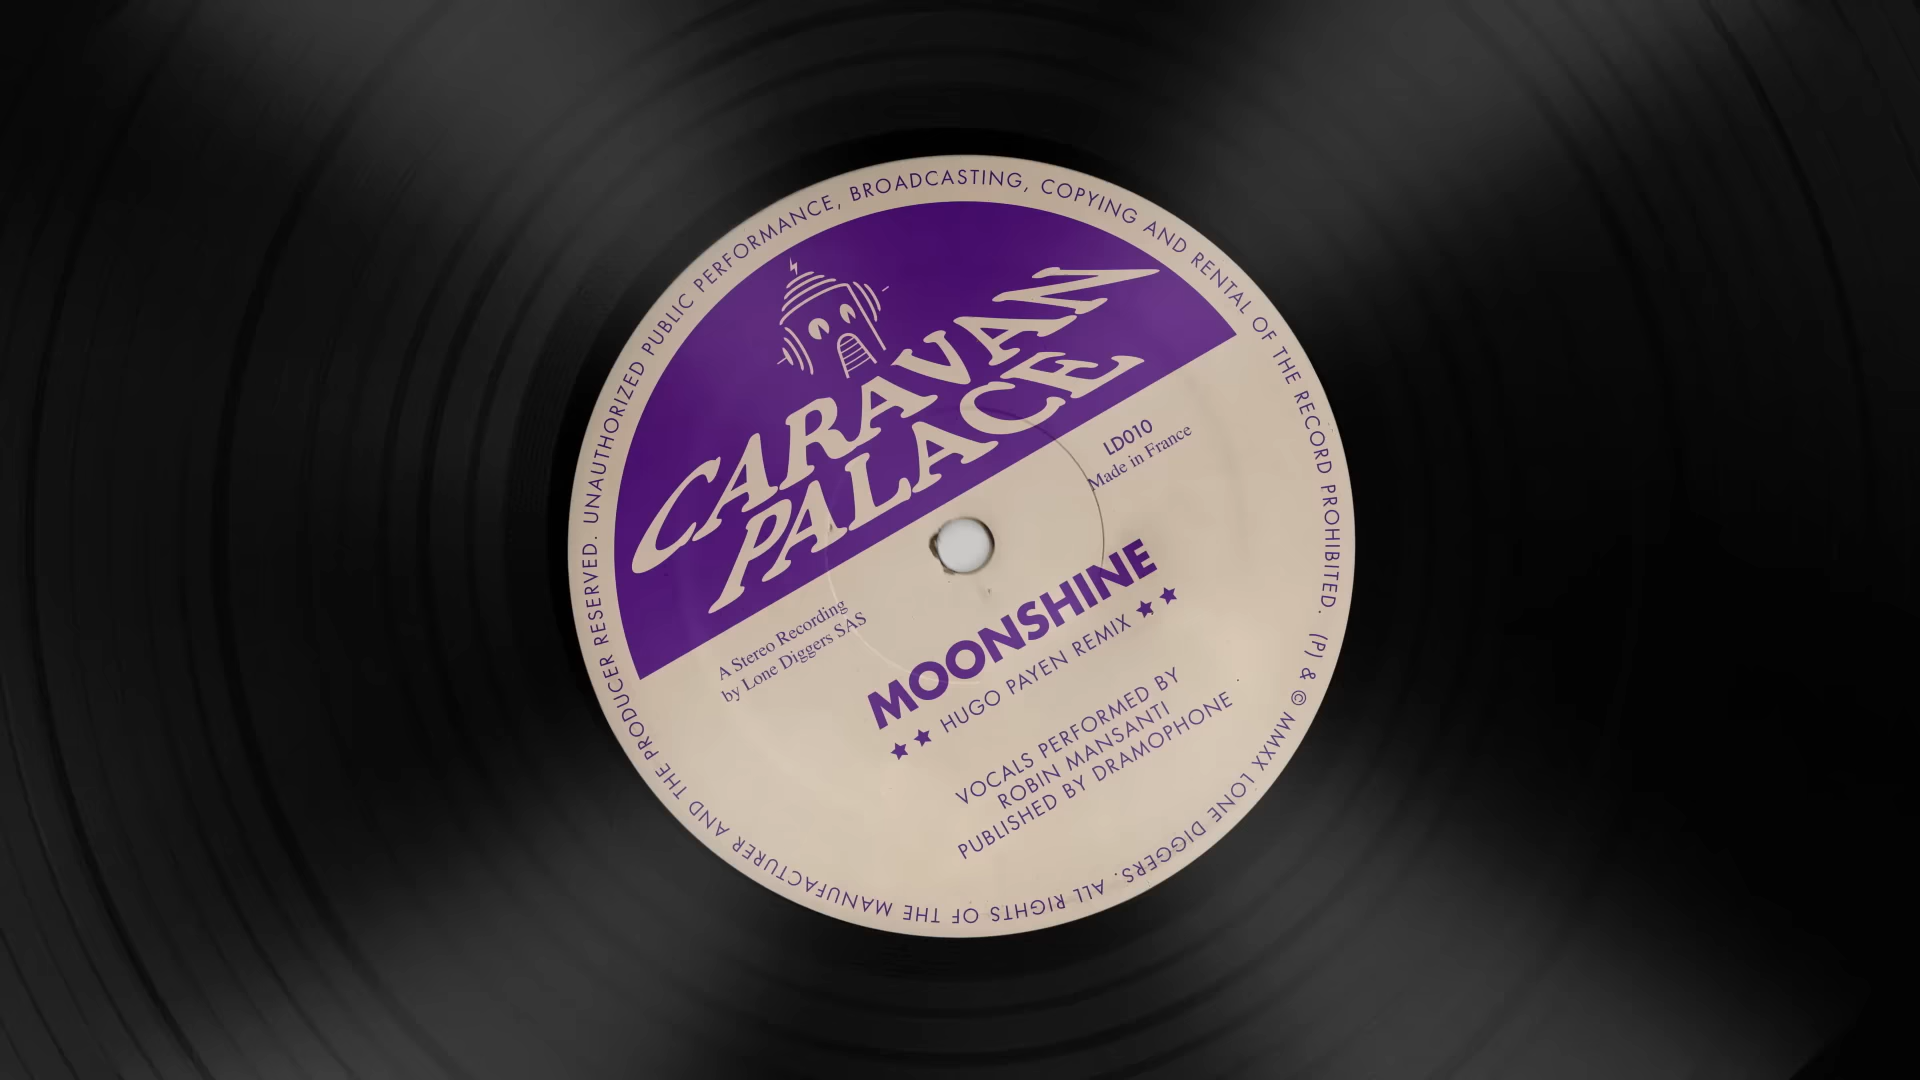 CARAVAN
PALACE
LD010
Made in France
A Stereo Recording
by Lone Diggers SAS
MOONSHINE
★★ HUGO PAYEN REMIX ★★
VOCALS PERFORMED BY
ROBIN MANSANTI
PUBLISHED BY DRAMOPHONE
(P) & © MMXX LONE DIGGERS. ALL RIGHTS OF THE MANUFACTURER AND THE PRODUCER RESERVED. UNAUTHORIZED PUBLIC PERFORMANCE, BROADCASTING, COPYING AND RENTAL OF THE RECORD PROHIBITED.